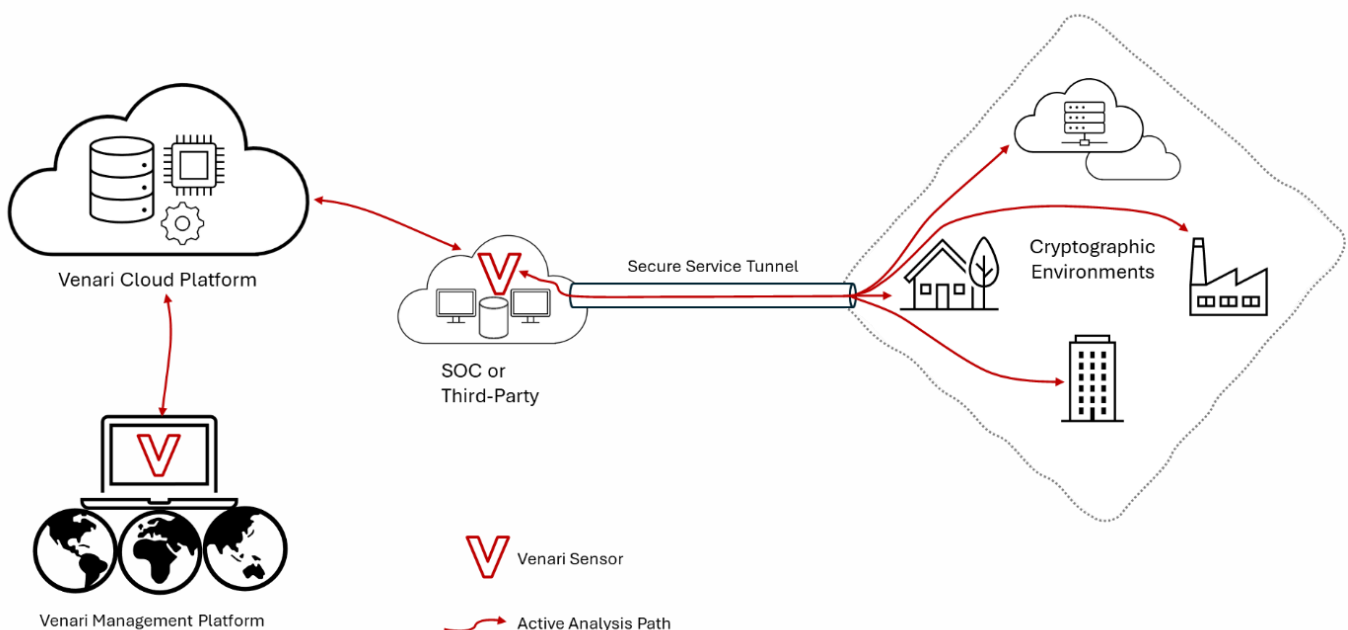 Venari Cloud Platform
Secure Service Tunnel
Cryptographic
Environments
SOC or
Third-Party
V
V
V
Venari Sensor
Active Analysis Path
Venari Management Platform